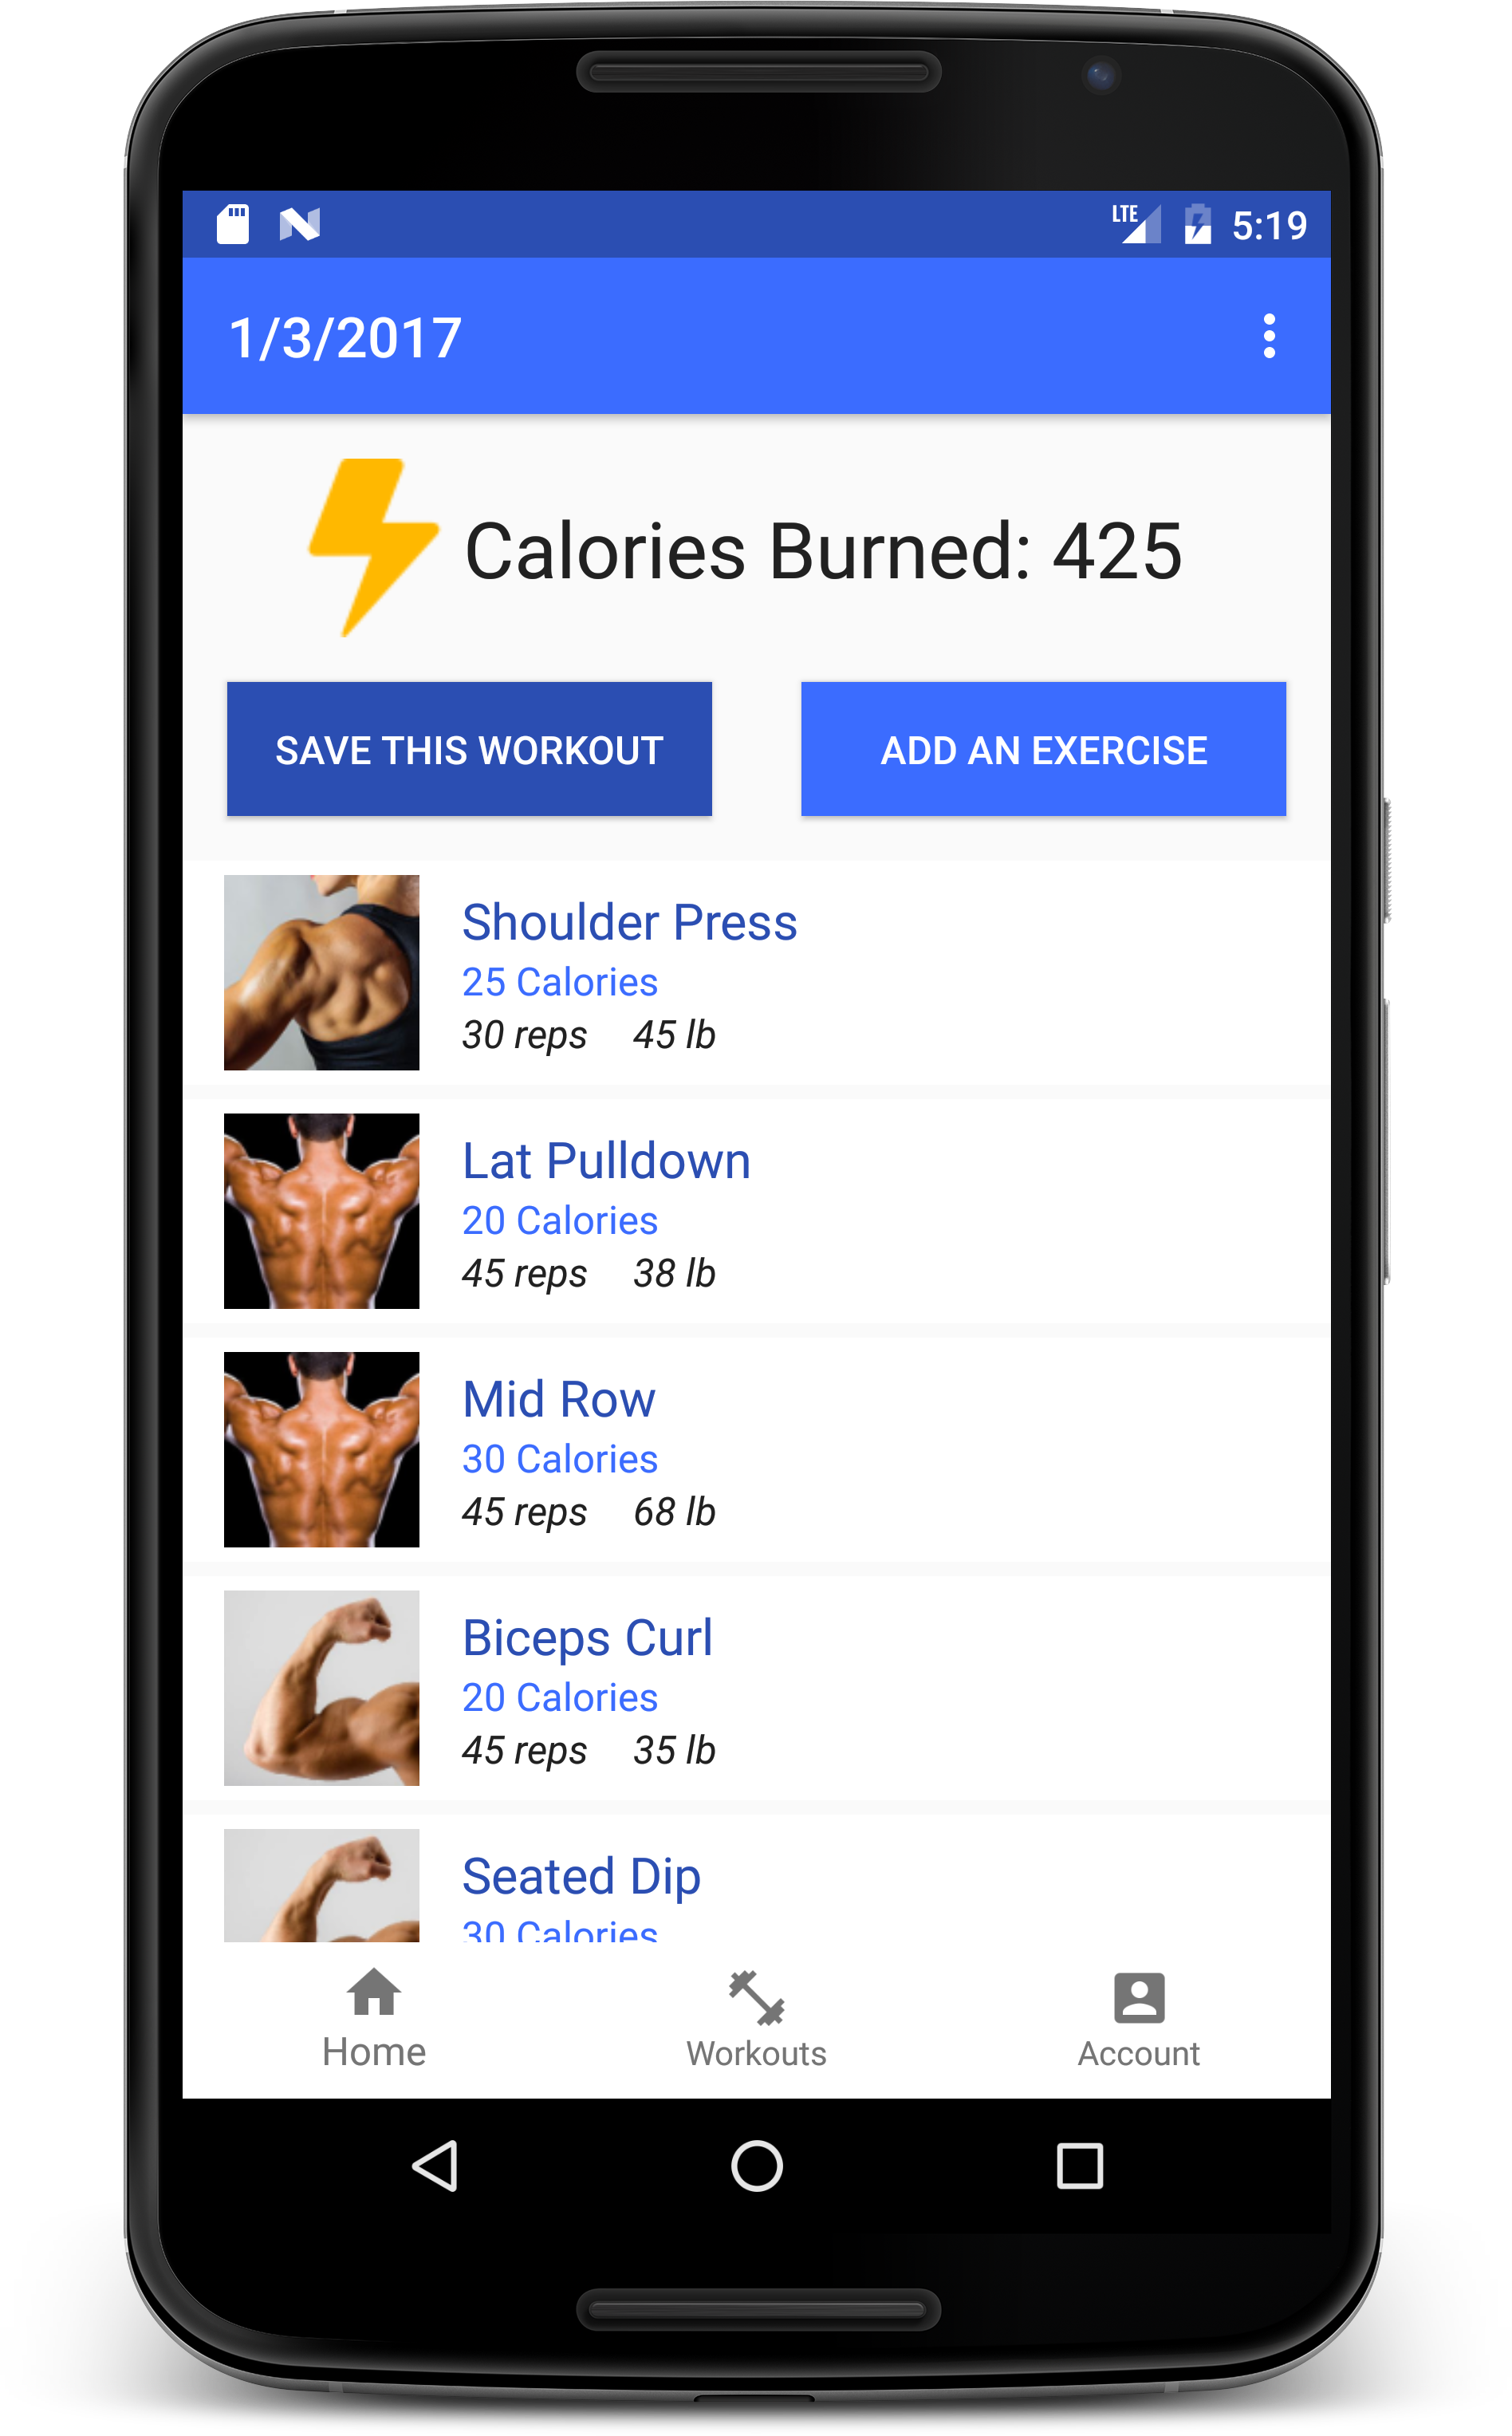 LTE 5:19
1/3/2017
Calories Burned: 425
SAVE THIS WORKOUT ADD AN EXERCISE
Shoulder Press
25 Calories
30 reps 45 lb
Lat Pulldown
20 Calories
45 reps 38 lb
Mid Row
30 Calories
45 reps 68 lb
Biceps Curl
20 Calories
45 reps 35 lb
Seated Dip
30 Calories
Home Workouts Account